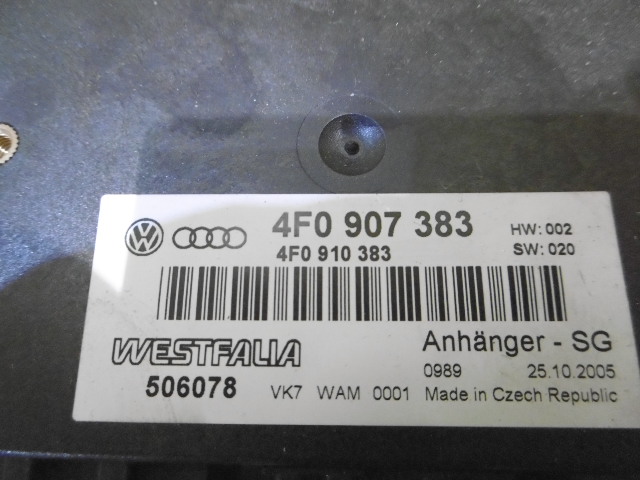 4F0 907 383 HW: 002
4F0 910 383 SW: 020
WESTFALIA Anhänger - SG
0989 25.10.2005
506078 VK7 WAM 0001 Made in Czech Republic